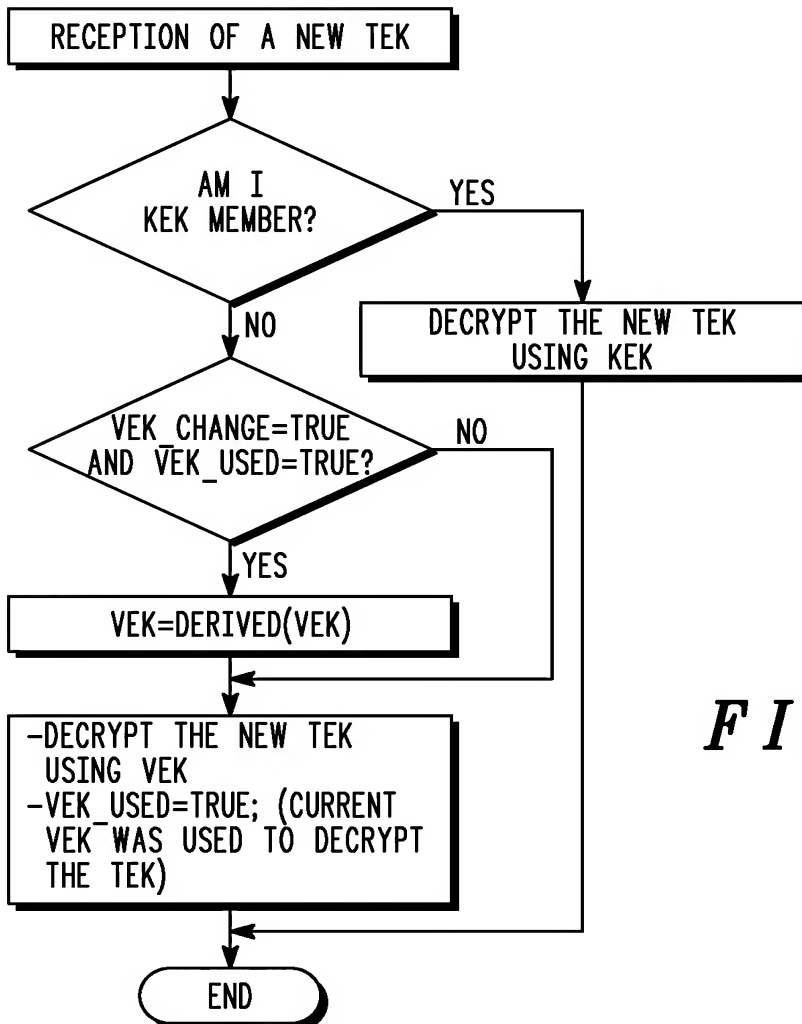 RECEPTION OF A NEW TEK
AM I
KEK MEMBER?
YES
NO
DECRYPT THE NEW TEK
USING KEK
VEK_CHANGE=TRUE
AND VEK_USED=TRUE?
NO
YES
VEK=DERIVED(VEK)
-DECRYPT THE NEW TEK
USING VEK
-VEK_USED=TRUE; (CURRENT
VEK WAS USED TO DECRYPT
THE TEK)
FI
END